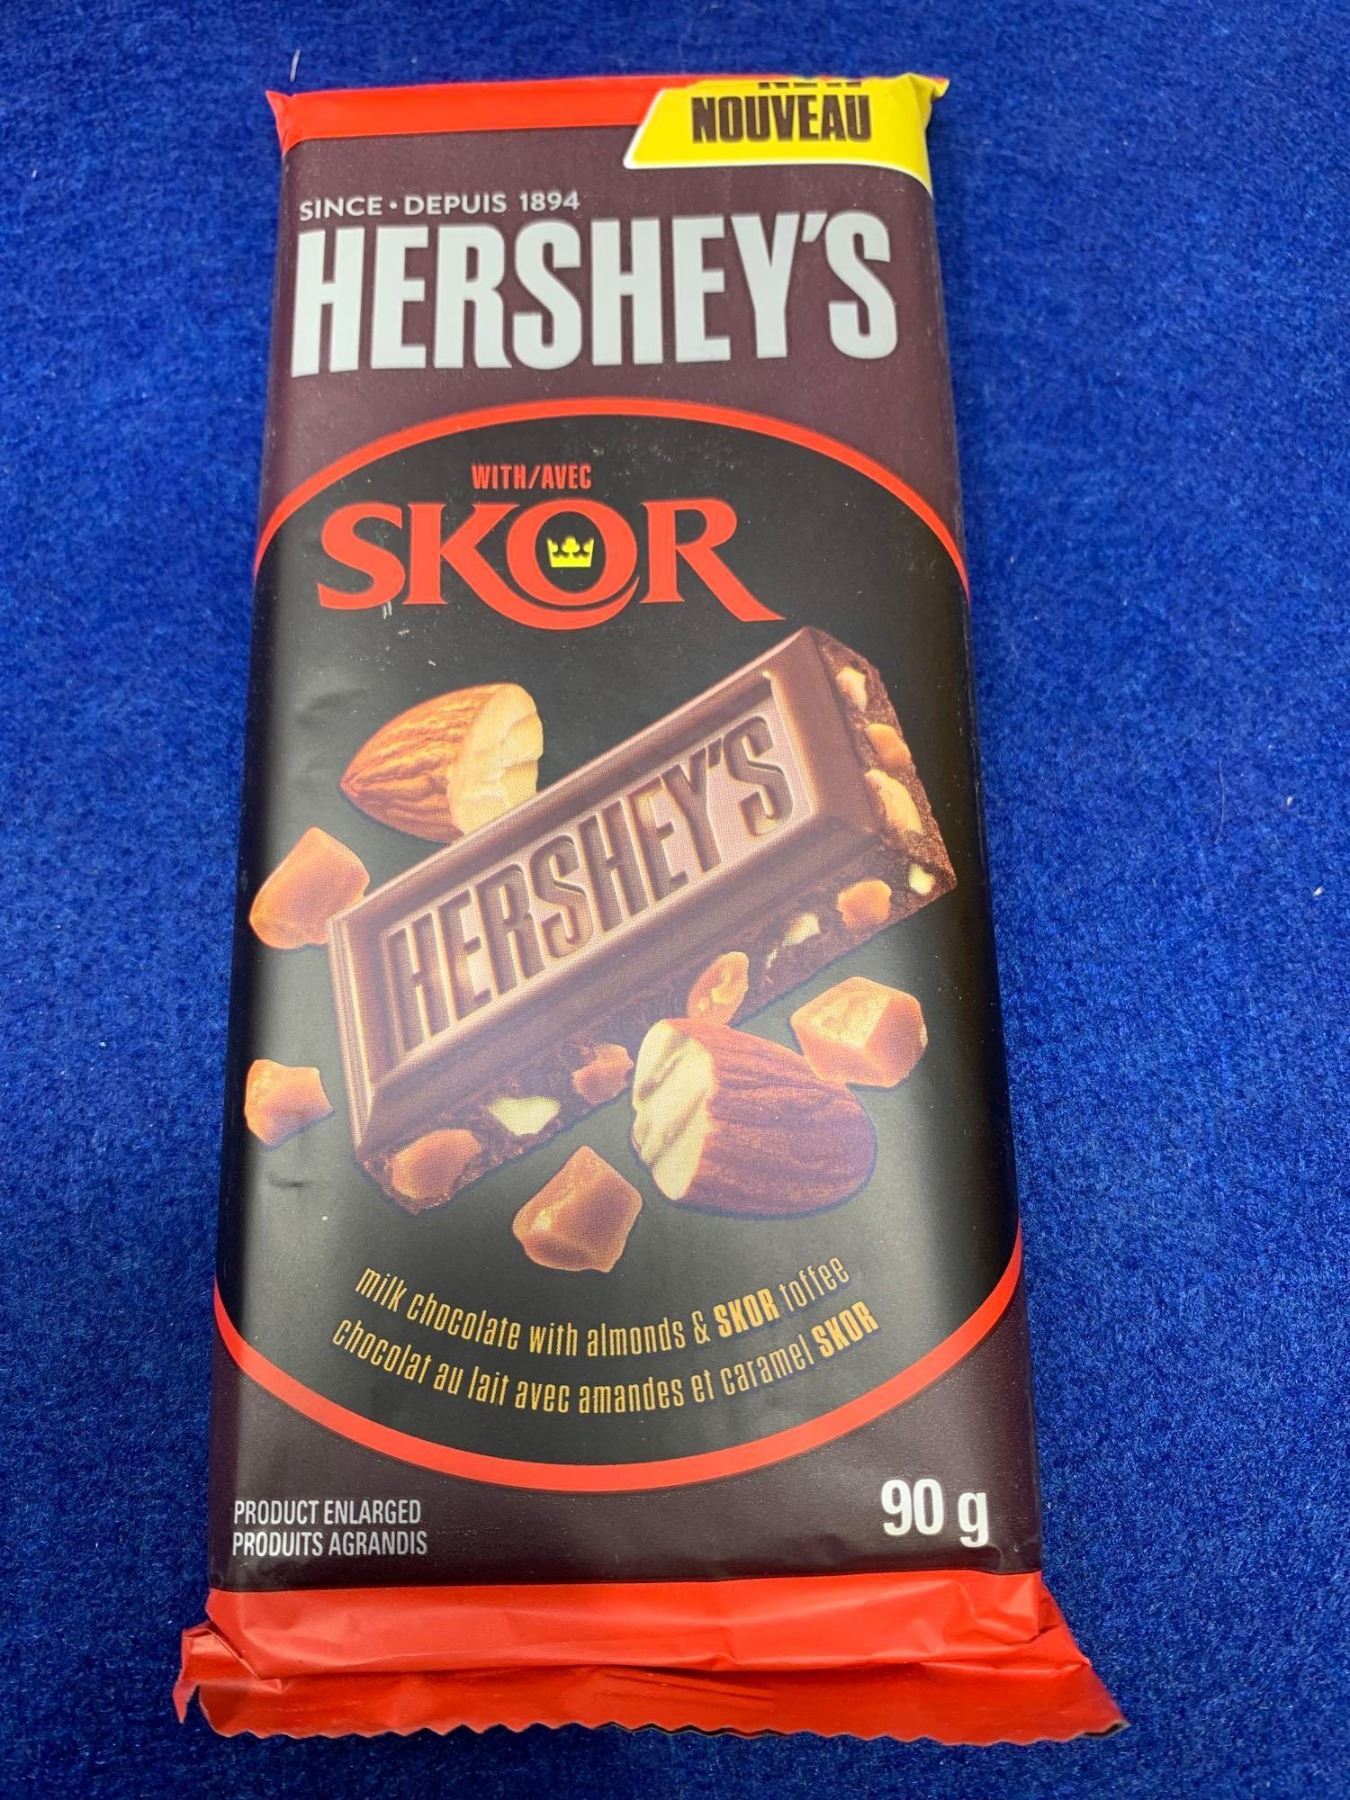 NOUVEAU
SINCE • DEPUIS 1894
HERSHEY'S
WITH/AVEC
SKOR
HERSHEY'S
milk chocolate with almonds & SKOR toffee
chocolat au lait avec amandes et caramel SKOR
PRODUCT ENLARGED
PRODUITS AGRANDIS
90 g